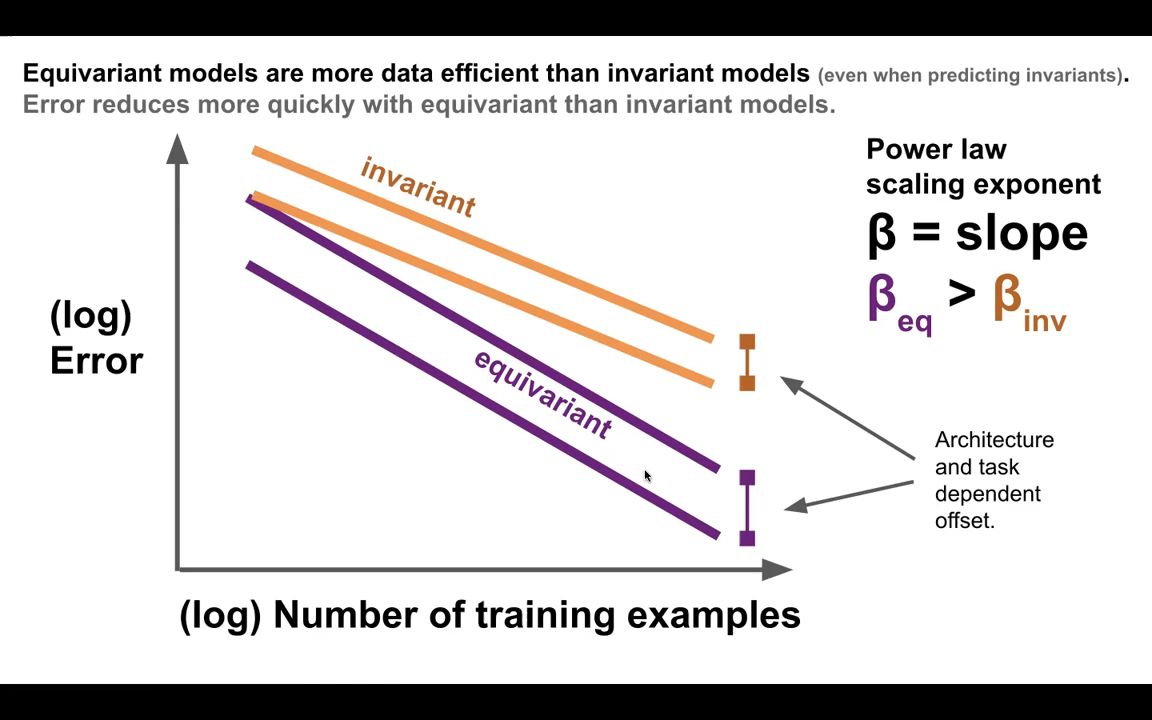 Equivariant models are more data efficient than invariant models (even when predicting invariants).
Error reduces more quickly with equivariant than invariant models.
Power law
scaling exponent
β = slope
βeq > βinv
invariant
equivariant
(log)
Error
Architecture
and task
dependent
offset.
(log) Number of training examples